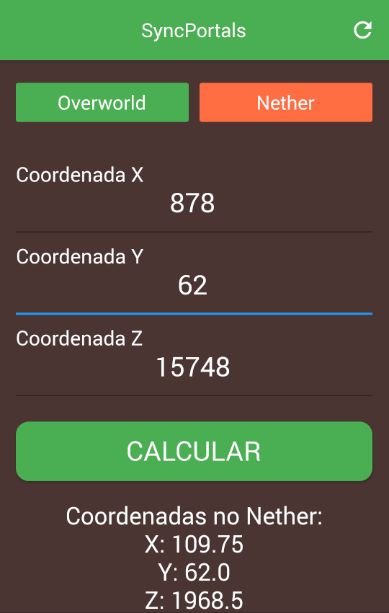 SyncPortals
Overworld
Nether
Coordenada X
878
Coordenada Y
62
Coordenada Z
15748
CALCULAR
Coordenadas no Nether:
X: 109.75
Y: 62.0
Z: 1968.5